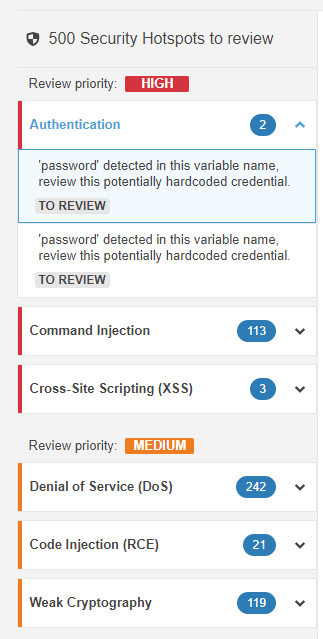 500 Security Hotspots to review
Review priority: HIGH
Authentication 2
'password' detected in this variable name,
review this potentially hardcoded credential.
TO REVIEW
'password' detected in this variable name,
review this potentially hardcoded credential.
TO REVIEW
Command Injection 113
Cross-Site Scripting (XSS) 3
Review priority: MEDIUM
Denial of Service (DoS) 242
Code Injection (RCE) 21
Weak Cryptography 119